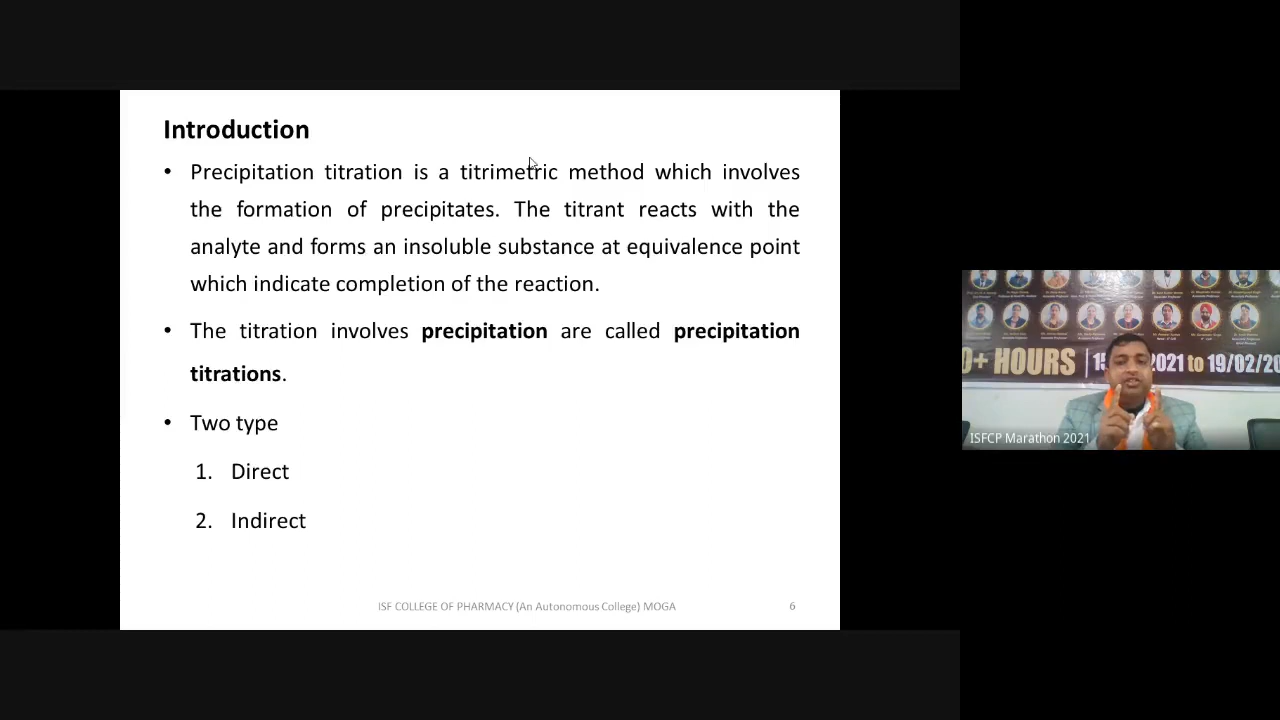 Introduction
• Precipitation titration is a titrimetric method which involves
the formation of precipitates. The titrant reacts with the
analyte and forms an insoluble substance at equivalence point
which indicate completion of the reaction.
• The titration involves precipitation are called precipitation
titrations.
• Two type
1. Direct
2. Indirect
ISF COLLEGE OF PHARMACY (An Autonomous College) MOGA 6
0+ HOURS 2021 to 19/02/20
ISFCP Marathon 2021